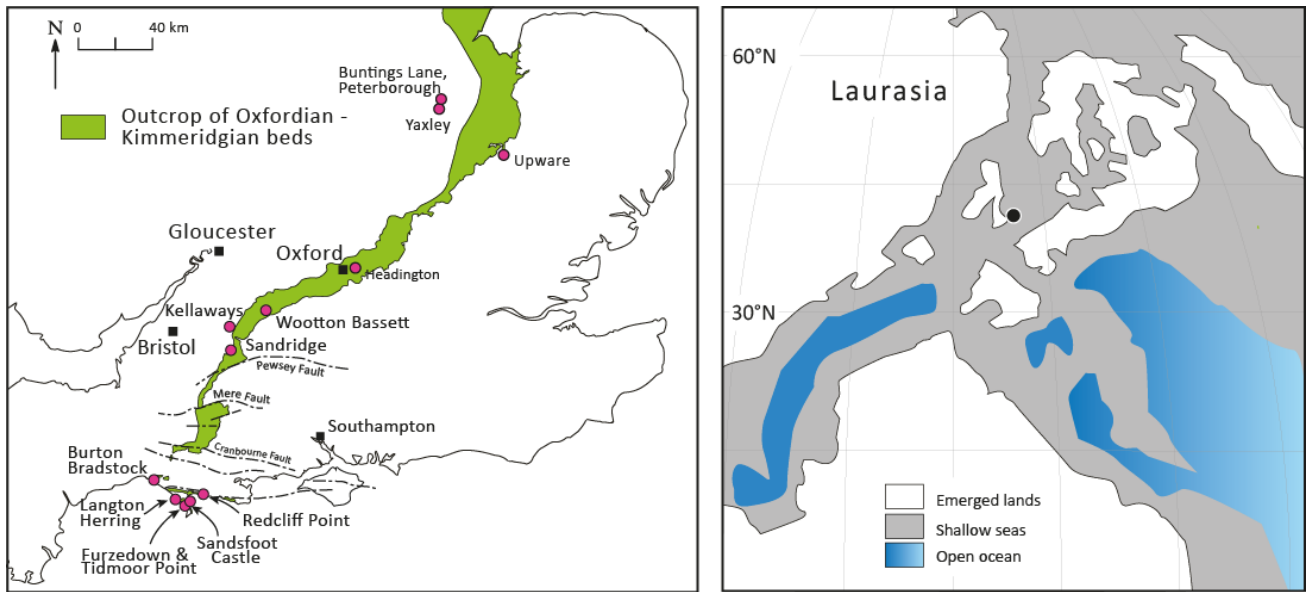 N
0 40 km
Buntings Lane,
Peterborough
Yaxley
Outcrop of Oxfordian -
Kimmeridgian beds
Upware
Gloucester
Oxford
Headington
Kellaways
Wootton Bassett
Bristol
Sandridge
Pewsey Fault
Mere Fault
Southampton
Burton
Bradstock
Cranbourne Fault
Langton
Herring
Redcliff Point
Furzedown &
Tidmoor Point
Sandsfoot
Castle
60°N
Laurasia
30°N
Emerged lands
Shallow seas
Open ocean